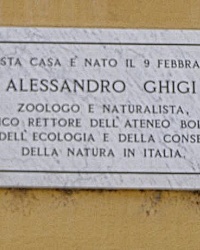 STA CASA E' NATO IL 9 FEBBRA
ALESSANDRO GHIGI
ZOOLOGO E NATURALISTA,
ICO RETTORE DELL'ATENEO BOL
DELL'ECOLOGIA E DELLA CONSE
DELLA NATURA IN ITALIA.